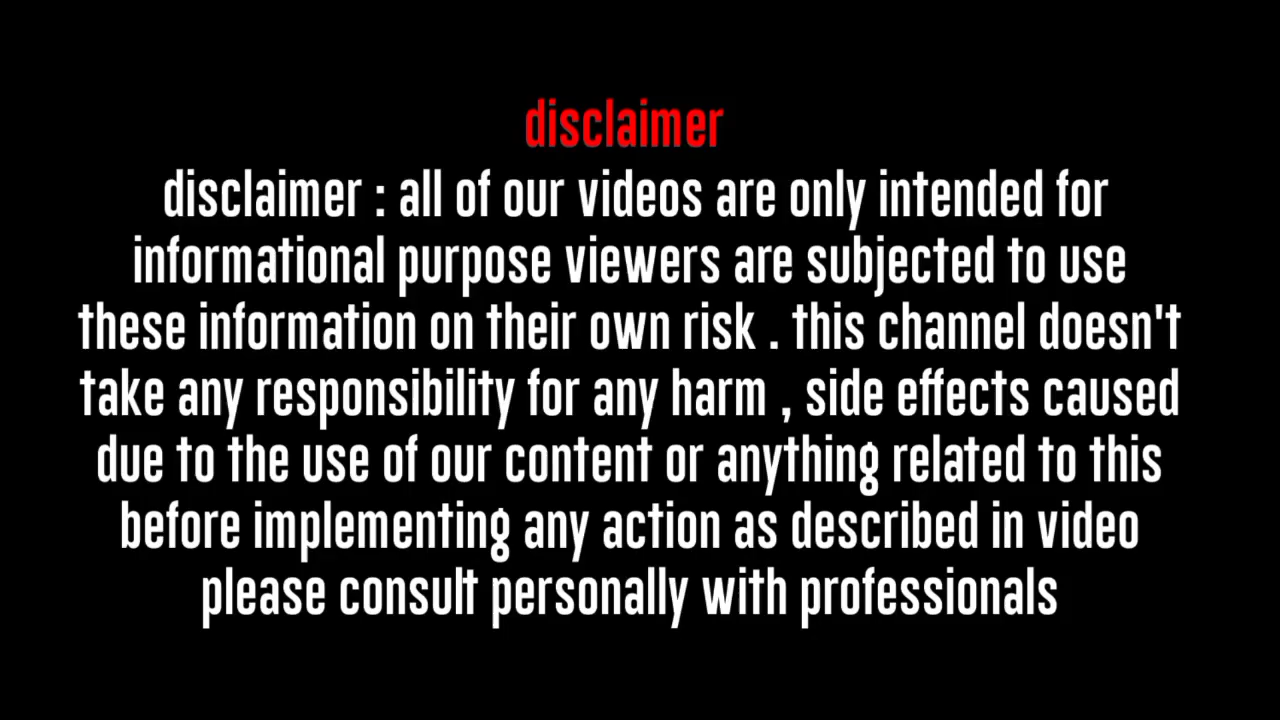 disclaimer
disclaimer : all of our videos are only intended for
informational purpose viewers are subjected to use
these information on their own risk . this channel doesn't
take any responsibility for any harm , side effects caused
due to the use of our content or anything related to this
before implementing any action as described in video
please consult personally with professionals